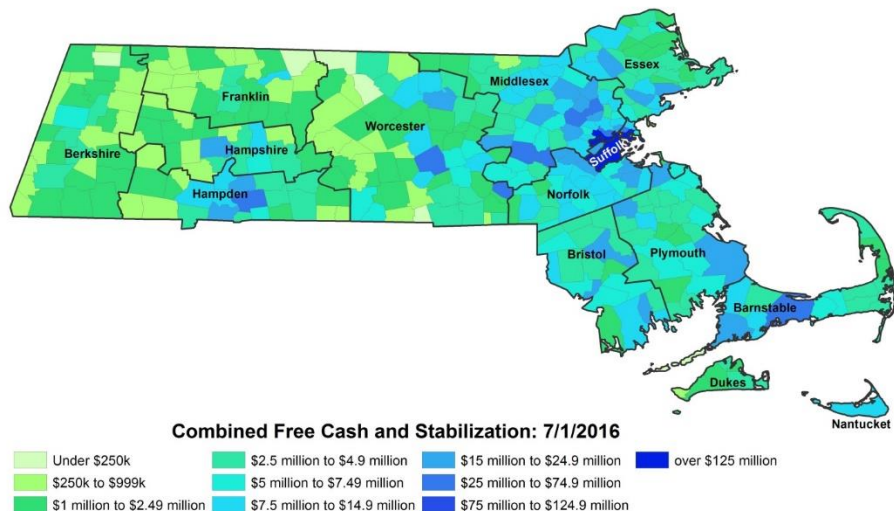 Essex
Middlesex
Franklin
Worcester
Suffolk
Hampshire
Berkshire
Hampden
Norfolk
Bristol
Plymouth
Barnstable
Dukes
Nantucket
Combined Free Cash and Stabilization: 7/1/2016
Under $250k
$2.5 million to $4.9 million
$15 million to $24.9 million
over $125 million
$250k to $999k
$5 million to $7.49 million
$25 million to $74.9 million
$1 million to $2.49 million
$7.5 million to $14.9 million
$75 million to $124.9 million